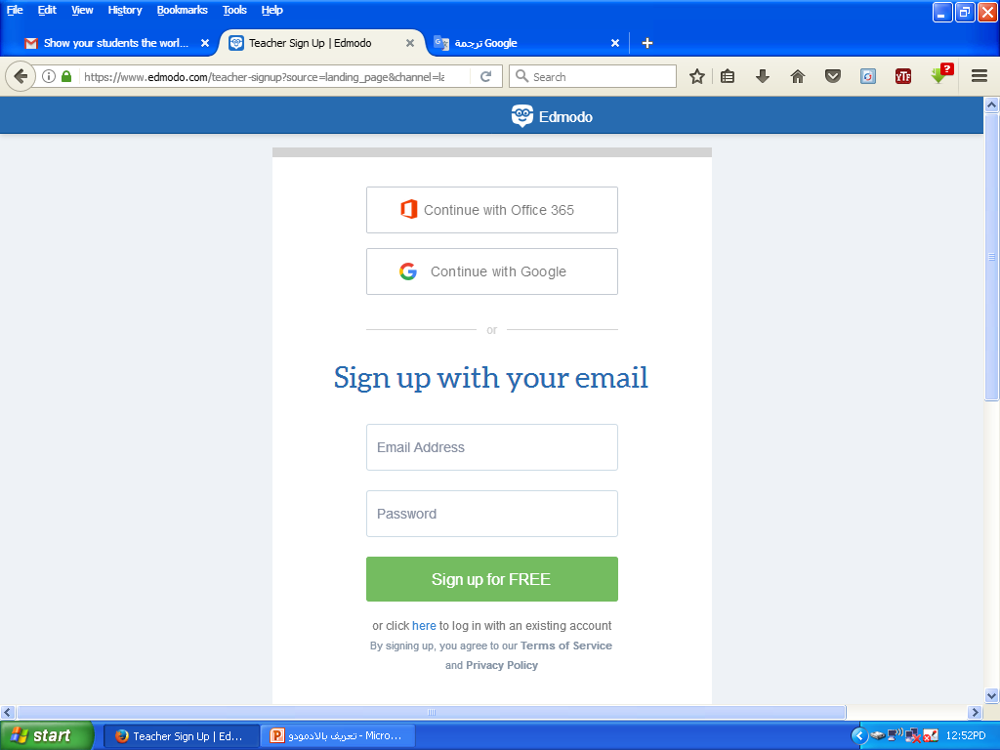 File Edit View History Bookmarks Tools Help
Show your students the worl...
Teacher Sign Up | Edmodo
ترجمة Google
https://www.edmodo.com/teacher-signup?source=landing_page&channel=la
Search
YTF
?
Edmodo
Continue with Office 365
Continue with Google
or
Sign up with your email
Email Address
Password
Sign up for FREE
or click here to log in with an existing account
By signing up, you agree to our Terms of Service
and Privacy Policy
start
Teacher Sign Up | Ed...
تعريف بالادمودو - Micro...
12:52PD